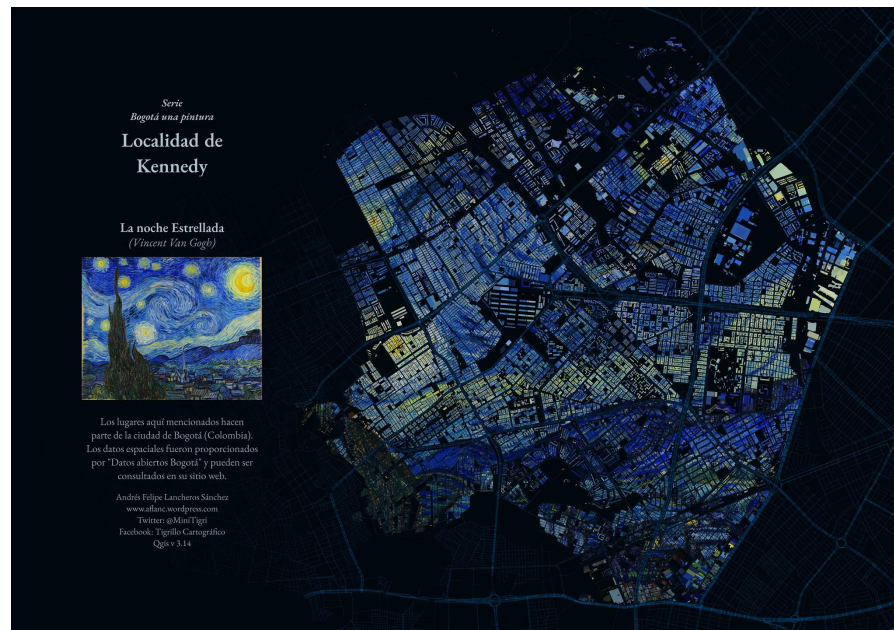 Serie
Bogotá una pintura
Localidad de
Kennedy
La noche Estrellada
(Vincent Van Gogh)
Los lugares aquí mencionados hacen
parte de la ciudad de Bogotá (Colombia).
Los datos espaciales fueron proporcionados
por "Datos abiertos Bogotá" y pueden ser
consultados en su sitio web.
Andrés Felipe Lancheros Sánchez
www.aflanc.wordpress.com
Twitter: @MiniTigri
Facebook: Tigrillo Cartográfico
Qgis v 3.14